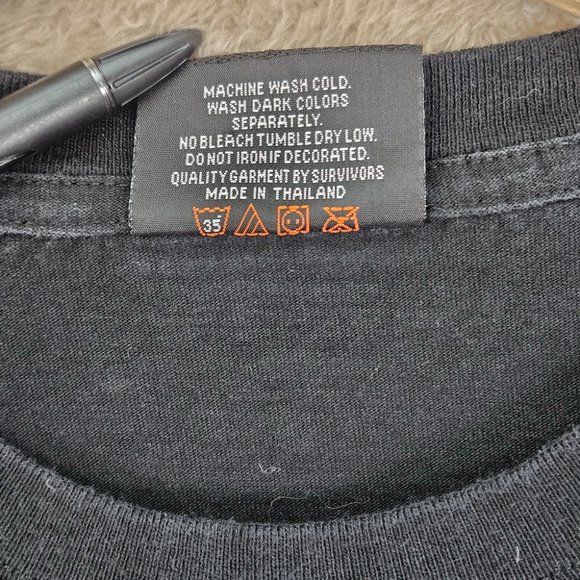 MACHINE WASH COLD.
WASH DARK COLORS
SEPARATELY.
NO BLEACH TUMBLE DRY LOW.
DO NOT IRON IF DECORATED.
QUALITY GARMENT BY SURVIVORS
MADE IN THAILAND
35°